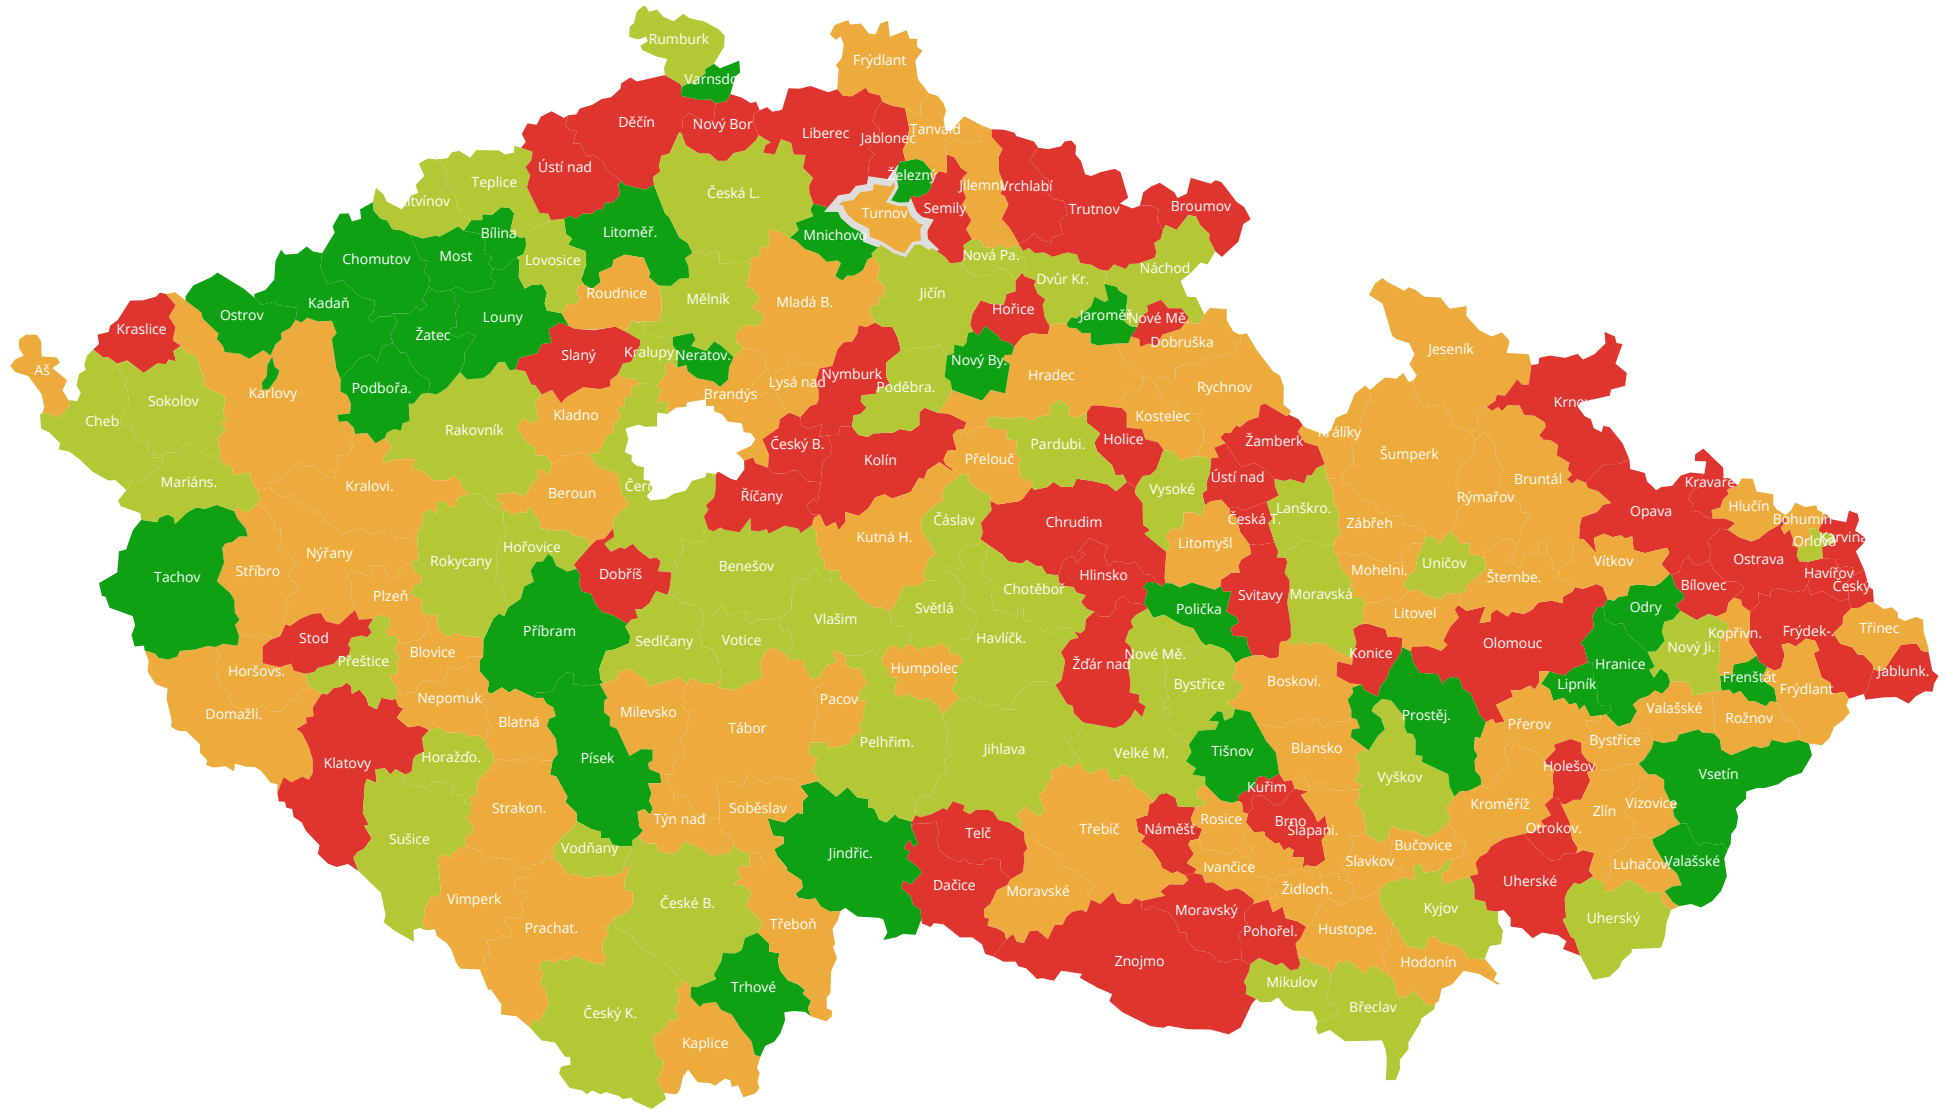 Rumburk
Frýdlant
Varnsdo
Děčín
Nový Bor
Liberec
Jablonec
Tanvald
Ústí nad
Teplice
Železný
Jilemni
Vrchlabí
Česká L.
itvínov
Semily
Turnov
Trutnov
Broumov
Bílina
Litoměř.
Mnichovo
Most
Chomutov
Lovosice
Nová Pa.
Náchod
Dvůr Kr.
Roudnice
Mělník
Mladá B.
Jičín
Kadaň
Ostrov
Louny
Hořice
Jaroměř
Nové Mě.
Kraslice
Žatec
Dobruška
Slaný
Kralupy
Neratov.
Nový By.
Jeseník
Aš
Nymburk
Lysá nad
Poděbra.
Hradec
Rychnov
Podbořa.
Karlovy
Brandýs
Sokolov
Krnov
Kladno
Kostelec
Cheb
Rakovník
Králíky
Český B.
Pardubi.
Holice
Žamberk
Kolín
Přelouč
Šumperk
Mariáns.
Kralovi.
Beroun
Čern
Říčany
Vysoké
Ústí nad
Bruntál
Rýmařov
Kravaře
Hlučín
Lanškro.
Opava
Bohumín
Chrudim
Čáslav
Česká T.
Zábřeh
Kutná H.
Litomyšl
Orlová
Karviná
Hořovice
Nýřany
Rokycany
Benešov
Uničov
Vítkov
Ostrava
Stříbro
Tachov
Dobříš
Hlinsko
Mohelni.
Šternbe.
Havířov
Český
Bílovec
Chotěboř
Plzeň
Svitavy
Moravská
Světlá
Polička
Odry
Litovel
Vlašim
Příbram
Stod
Sedlčany
Votice
Havlíčk.
Olomouc
Kopřivn.
Frýdek-.
Třinec
Blovice
Přeštice
Nové Mě.
Konice
Nový Ji.
Horšovs.
Humpolec
Žďár nad
Hranice
Jablunk.
Boskovi.
Bystřice
Lipník
Frenštát
Frýdlant
Nepomuk
Pacov
Domažli.
Milevsko
Valašské
Prostěj.
Rožnov
Blatná
Tábor
Přerov
Pelhřim.
Jihlava
Velké M.
Tišnov
Blansko
Bystřice
Horažďo.
Písek
Klatovy
Holešov
Vsetín
Vyškov
Kuřim
Strakon.
Soběslav
Kroměříž
Vizovice
Zlín
Týn nad
Rosice
Brno
Šlapani.
Třebíč
Náměšť
Telč
Otrokov.
Sušice
Vodňany
Bučovice
Jindřic.
Slavkov
Valašské
Luhačov.
Ivančice
Dačice
Uherské
Židloch.
Moravské
Vimperk
České B.
Kyjov
Moravský
Uherský
Třeboň
Prachat.
Hustope.
Pohořel.
Znojmo
Hodonín
Mikulov
Trhové
Břeclav
Český K.
Kaplice